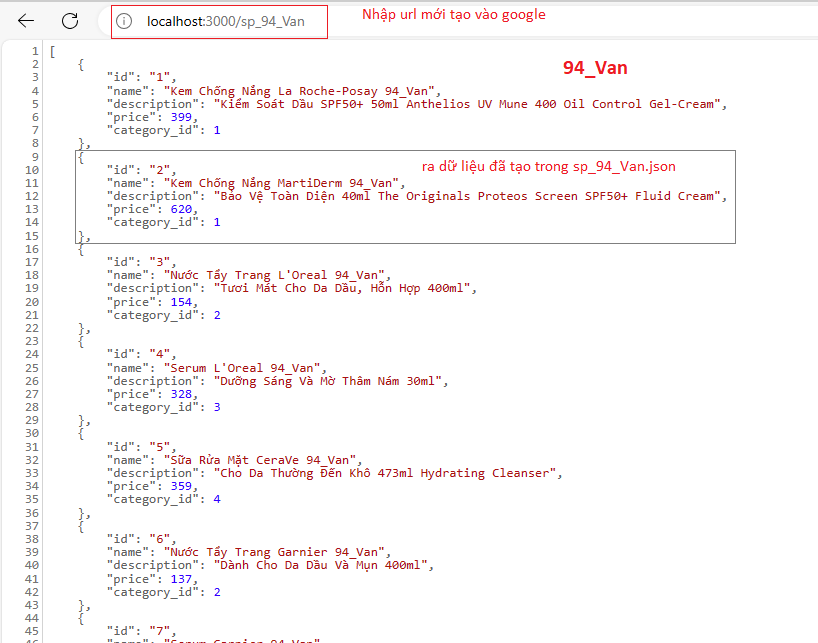 localhost:3000/sp_94_Van
Nhập url mới tạo vào google
94_Van
1 [
2 {
3 "id": "1",
4 "name": "Kem Chống Nắng La Roche-Posay 94_Van",
5 "description": "Kiểm Soát Dầu SPF50+ 50ml Anthelios UV Mune 400 Oil Control Gel-Cream",
6 "price": 399,
7 "category_id": 1
8 },
9 {
ra dữ liệu đã tạo trong sp_94_Van.json
10 "id": "2",
11 "name": "Kem Chống Nắng MartiDerm 94_Van",
12 "description": "Bảo Vệ Toàn Diện 40ml The Originals Proteos Screen SPF50+ Fluid Cream",
13 "price": 620,
14 "category_id": 1
15 },
16 {
17 "id": "3",
18 "name": "Nước Tẩy Trang L'Oreal 94_Van",
19 "description": "Tươi Mát Cho Da Dầu, Hỗn Hợp 400ml",
20 "price": 154,
21 "category_id": 2
22 },
23 {
24 "id": "4",
25 "name": "Serum L'Oreal 94_Van",
26 "description": "Dưỡng Sáng Và Mờ Thâm Nám 30ml",
27 "price": 328,
28 "category_id": 3
29 },
30 {
31 "id": "5",
32 "name": "Sữa Rửa Mặt CeraVe 94_Van",
33 "description": "Cho Da Thường Đến Khô 473ml Hydrating Cleanser",
34 "price": 359,
35 "category_id": 4
36 },
37 {
38 "id": "6",
39 "name": "Nước Tẩy Trang Garnier 94_Van",
40 "description": "Dành Cho Da Dầu Và Mụn 400ml",
41 "price": 137,
42 "category_id": 2
43 },
44 {
45 "id": "7",